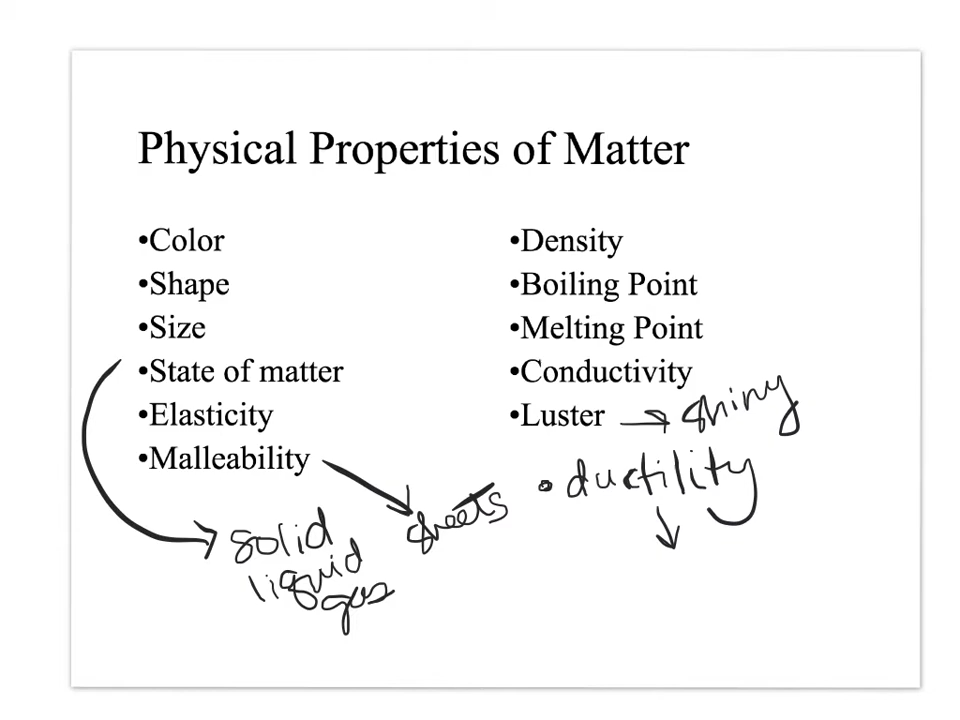 Physical Properties of Matter
•Color
•Shape
•Size
•State of matter
•Elasticity
•Malleability
•Density
•Boiling Point
•Melting Point
•Conductivity
•Luster → shiny
• ductility
sheets
solid
liquid
gas